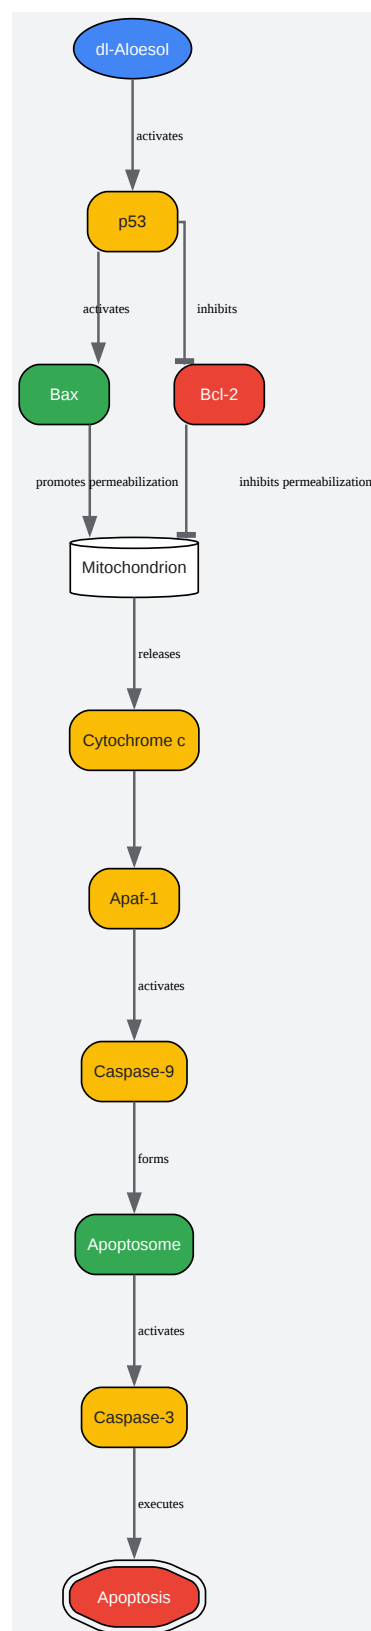 dl-Aloesol
activates
p53
activates
inhibits
Bax
Bcl-2
promotes permeabilization
inhibits permeabilization
Mitochondrion
releases
Cytochrome c
Apaf-1
activates
Caspase-9
forms
Apoptosome
activates
Caspase-3
executes
Apoptosis